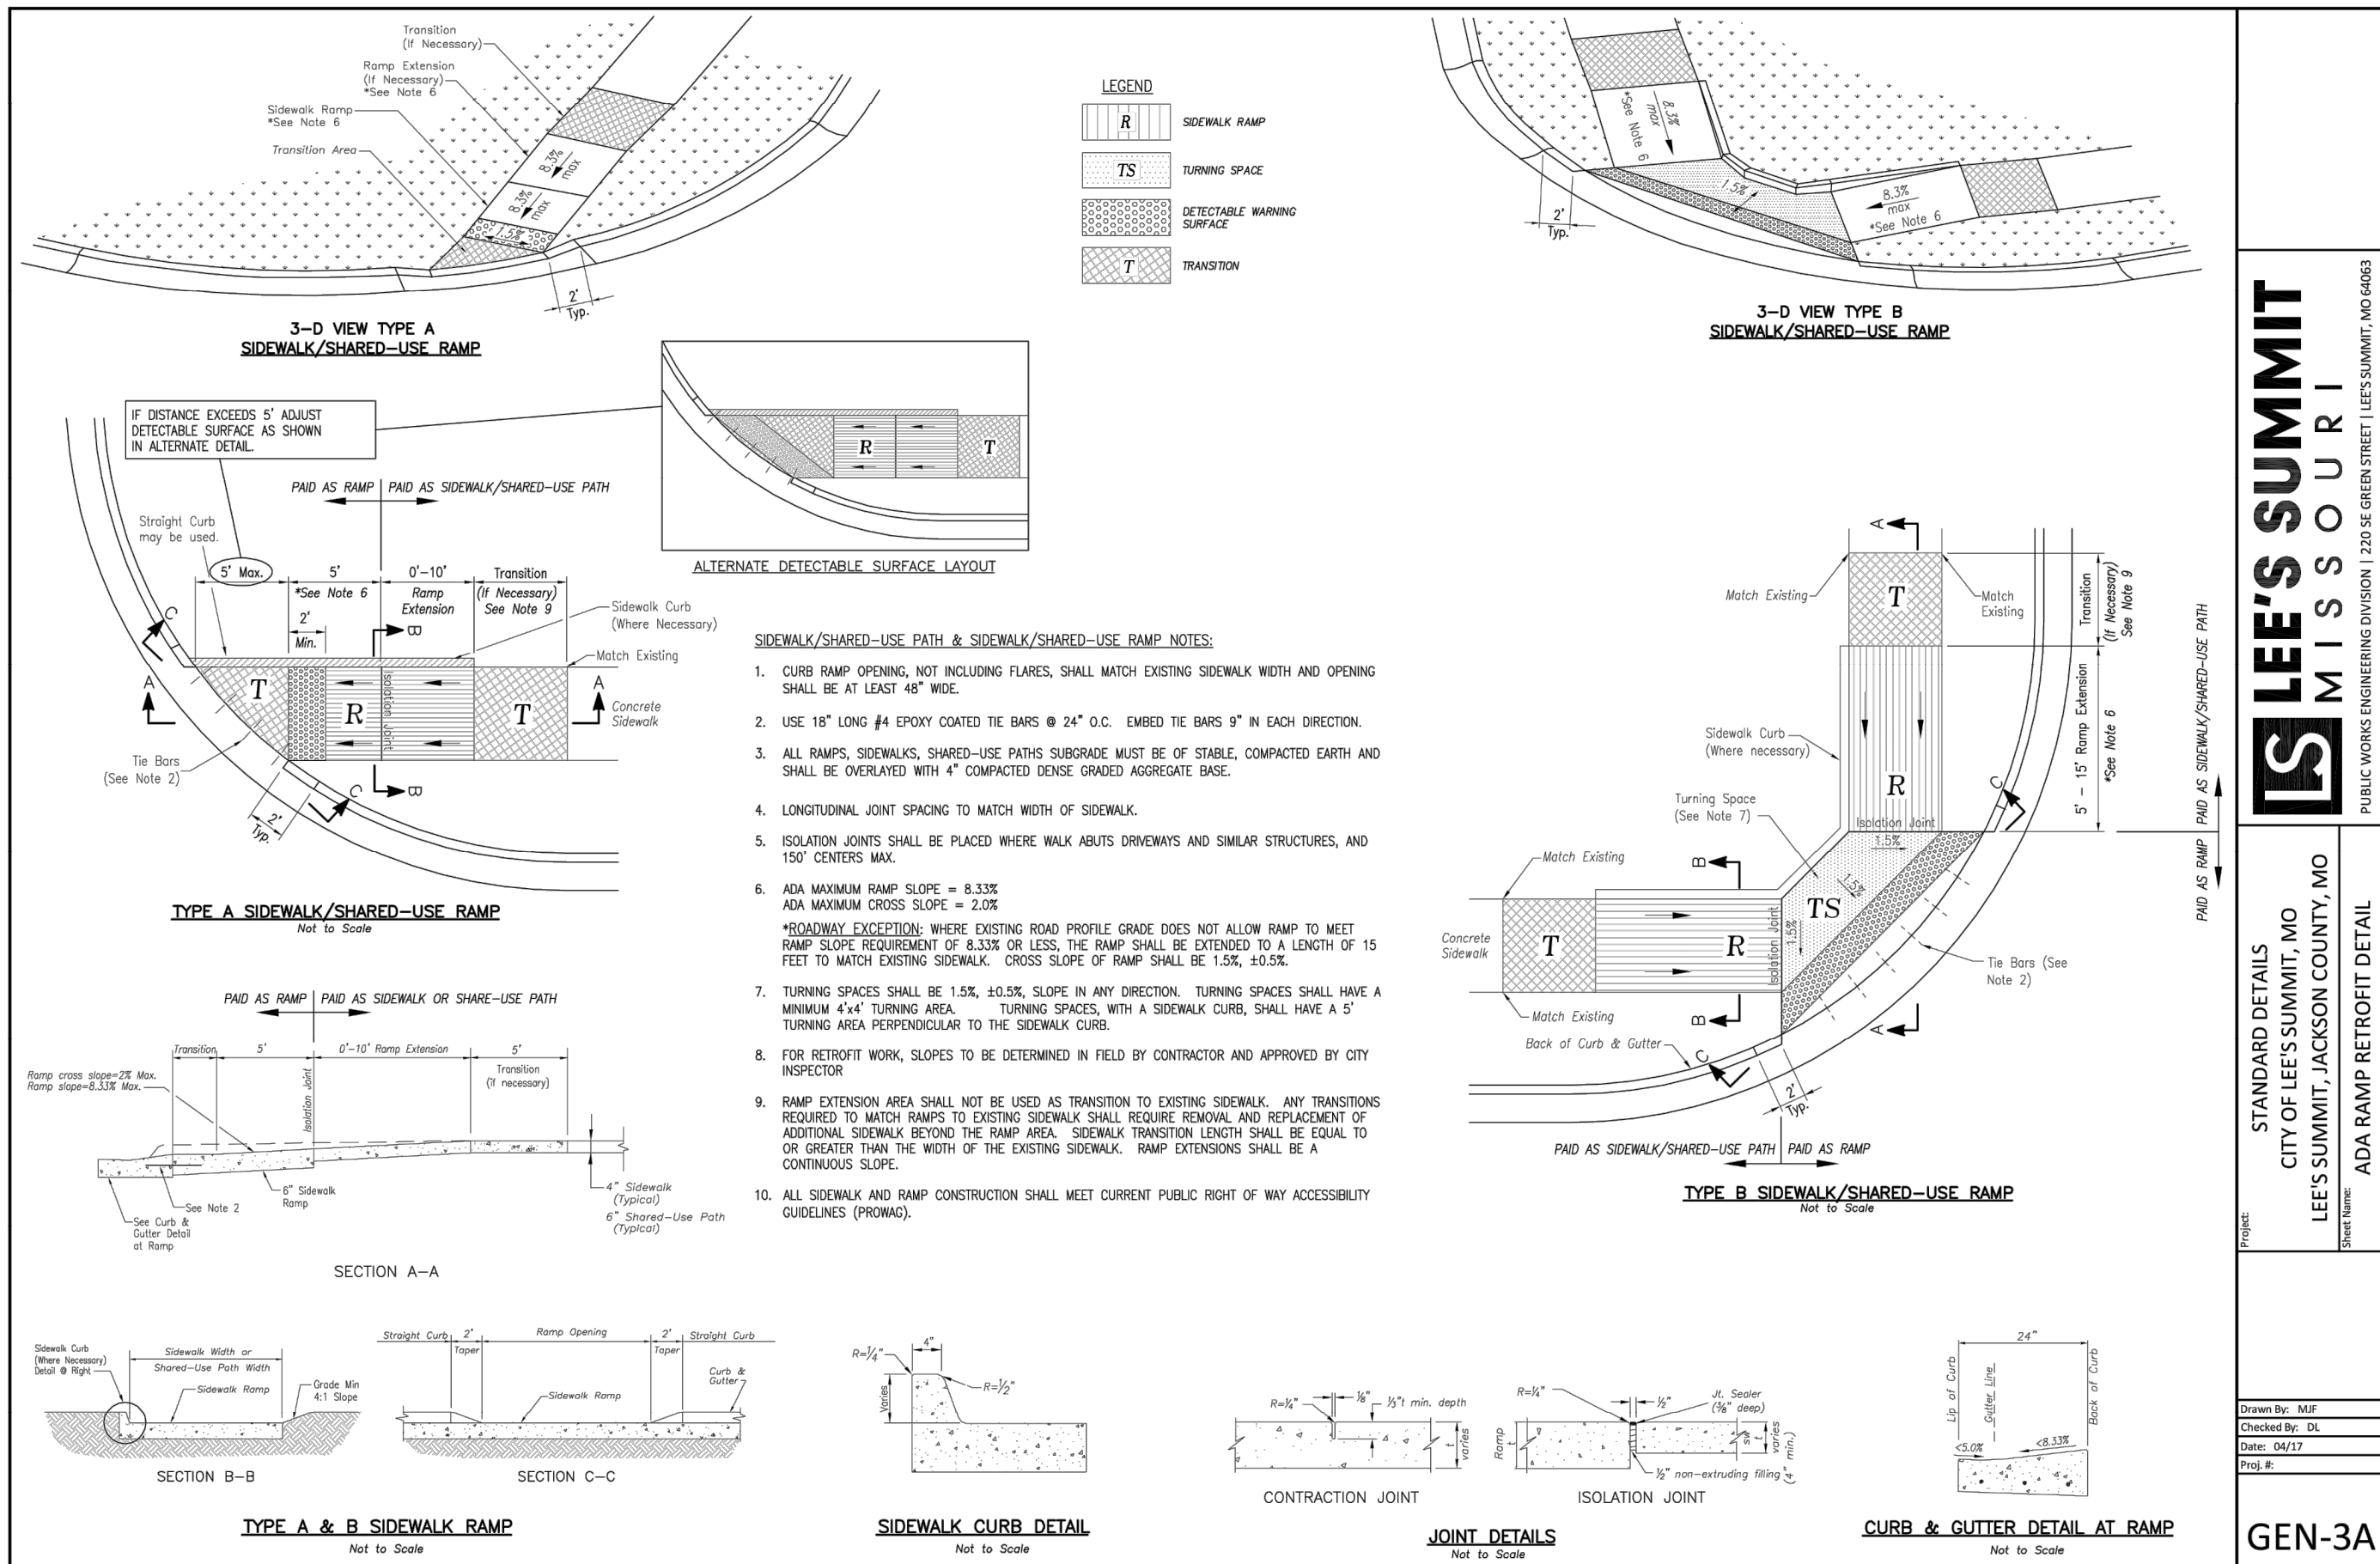 Transition
(If Necessary)
Ramp Extension
(If Necessary)
*See Note 6
Sidewalk Ramp
*See Note 6
Transition Area
8.3%
max
8.3%
max
1.5%
2'
Typ.
3-D VIEW TYPE A
SIDEWALK/SHARED-USE RAMP
LEGEND
R
SIDEWALK RAMP
TS
TURNING SPACE
DETECTABLE WARNING
SURFACE
T
TRANSITION
8.3%
max
*See Note 6
1.5%
8.3%
max
*See Note 6
2'
Typ.
3-D VIEW TYPE B
SIDEWALK/SHARED-USE RAMP
IF DISTANCE EXCEEDS 5' ADJUST
DETECTABLE SURFACE AS SHOWN
IN ALTERNATE DETAIL.
R
T
ALTERNATE DETECTABLE SURFACE LAYOUT
PAID AS RAMP
PAID AS SIDEWALK/SHARED-USE PATH
Straight Curb
may be used.
5' Max.
5'
*See Note 6
2'
Min.
0'-10'
Ramp
Extension
Transition
(If Necessary)
See Note 9
Sidewalk Curb
(Where Necessary)
Match Existing
Concrete
Sidewalk
C
B
A
A
T
R
Isolation Joint
T
Tie Bars
(See Note 2)
C
B
2'
Typ.
TYPE A SIDEWALK/SHARED-USE RAMP
Not to Scale
SIDEWALK/SHARED-USE PATH & SIDEWALK/SHARED-USE RAMP NOTES:
1. CURB RAMP OPENING, NOT INCLUDING FLARES, SHALL MATCH EXISTING SIDEWALK WIDTH AND OPENING
SHALL BE AT LEAST 48" WIDE.
2. USE 18" LONG #4 EPOXY COATED TIE BARS @ 24" O.C. EMBED TIE BARS 9" IN EACH DIRECTION.
3. ALL RAMPS, SIDEWALKS, SHARED-USE PATHS SUBGRADE MUST BE OF STABLE, COMPACTED EARTH AND
SHALL BE OVERLAYED WITH 4" COMPACTED DENSE GRADED AGGREGATE BASE.
4. LONGITUDINAL JOINT SPACING TO MATCH WIDTH OF SIDEWALK.
5. ISOLATION JOINTS SHALL BE PLACED WHERE WALK ABUTS DRIVEWAYS AND SIMILAR STRUCTURES, AND
150' CENTERS MAX.
6. ADA MAXIMUM RAMP SLOPE = 8.33%
ADA MAXIMUM CROSS SLOPE = 2.0%
*ROADWAY EXCEPTION: WHERE EXISTING ROAD PROFILE GRADE DOES NOT ALLOW RAMP TO MEET
RAMP SLOPE REQUIREMENT OF 8.33% OR LESS, THE RAMP SHALL BE EXTENDED TO A LENGTH OF 15
FEET TO MATCH EXISTING SIDEWALK. CROSS SLOPE OF RAMP SHALL BE 1.5%, ±0.5%.
7. TURNING SPACES SHALL BE 1.5%, ±0.5%, SLOPE IN ANY DIRECTION. TURNING SPACES SHALL HAVE A
MINIMUM 4'x4' TURNING AREA. TURNING SPACES, WITH A SIDEWALK CURB, SHALL HAVE A 5'
TURNING AREA PERPENDICULAR TO THE SIDEWALK CURB.
8. FOR RETROFIT WORK, SLOPES TO BE DETERMINED IN FIELD BY CONTRACTOR AND APPROVED BY CITY
INSPECTOR
9. RAMP EXTENSION AREA SHALL NOT BE USED AS TRANSITION TO EXISTING SIDEWALK. ANY TRANSITIONS
REQUIRED TO MATCH RAMPS TO EXISTING SIDEWALK SHALL REQUIRE REMOVAL AND REPLACEMENT OF
ADDITIONAL SIDEWALK BEYOND THE RAMP AREA. SIDEWALK TRANSITION LENGTH SHALL BE EQUAL TO
OR GREATER THAN THE WIDTH OF THE EXISTING SIDEWALK. RAMP EXTENSIONS SHALL BE A
CONTINUOUS SLOPE.
10. ALL SIDEWALK AND RAMP CONSTRUCTION SHALL MEET CURRENT PUBLIC RIGHT OF WAY ACCESSIBILITY
GUIDELINES (PROWAG).
A
Match Existing
T
Match
Existing
Transition
(If Necessary)
See Note 9
5' - 15' Ramp Extension
*See Note 6
PAID AS SIDEWALK/SHARED-USE PATH
PAID AS RAMP
Sidewalk Curb
(Where necessary)
R
Turning Space
(See Note 7)
Isolation Joint
1.5%
C
Match Existing
B
1.5%
TS
Concrete
Sidewalk
T
R
Isolation Joint
1.5%
Tie Bars (See
Note 2)
Match Existing
B
A
Back of Curb & Gutter
C
2'
Typ.
PAID AS SIDEWALK/SHARED-USE PATH
PAID AS RAMP
TYPE B SIDEWALK/SHARED-USE RAMP
Not to Scale
PAID AS RAMP
PAID AS SIDEWALK OR SHARE-USE PATH
Transition
5'
0'-10' Ramp Extension
5'
Transition
(if necessary)
Ramp cross slope=2% Max.
Ramp slope=8.33% Max.
Isolation Joint
See Note 2
6" Sidewalk
Ramp
See Curb &
Gutter Detail
at Ramp
4" Sidewalk
(Typical)
6" Shared-Use Path
(Typical)
SECTION A-A
Sidewalk Curb
(Where Necessary)
Detail @ Right
Sidewalk Width or
Shared-Use Path Width
Sidewalk Ramp
Grade Min
4:1 Slope
SECTION B-B
Straight Curb
2'
Taper
Ramp Opening
2'
Taper
Straight Curb
Curb &
Gutter
Sidewalk Ramp
SECTION C-C
TYPE A & B SIDEWALK RAMP
Not to Scale
4"
R=¼"
R=½"
Varies
SIDEWALK CURB DETAIL
Not to Scale
R=¼"
⅛"
⅓"t min. depth
t
varies
CONTRACTION JOINT
R=¼"
½"
Jt. Sealer
(⅜" deep)
Ramp
t
sw
t
varies
(4" min.)
½" non-extruding filling
ISOLATION JOINT
JOINT DETAILS
Not to Scale
24"
Lip of Curb
Gutter Line
Back of Curb
<5.0%
<8.33%
CURB & GUTTER DETAIL AT RAMP
Not to Scale
LS
LEE'S SUMMIT
MISSOURI
PUBLIC WORKS ENGINEERING DIVISION | 220 SE GREEN STREET | LEE'S SUMMIT, MO 64063
Project:
STANDARD DETAILS
CITY OF LEE'S SUMMIT, MO
LEE'S SUMMIT, JACKSON COUNTY, MO
Sheet Name:
ADA RAMP RETROFIT DETAIL
Drawn By: MJF
Checked By: DL
Date: 04/17
Proj. #:
GEN-3A